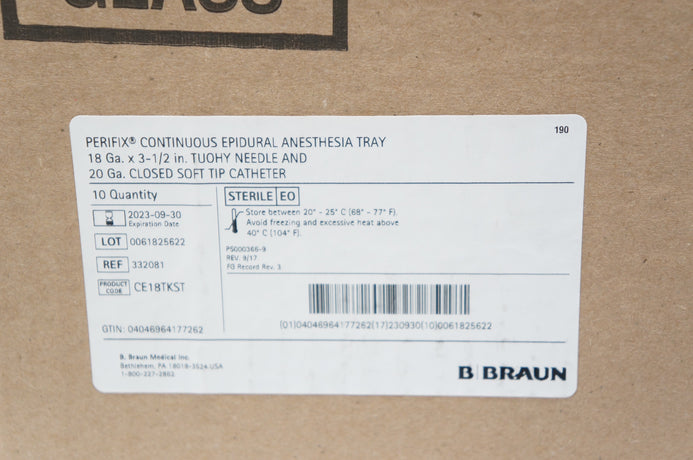 GLASS
190
PERIFIX® CONTINUOUS EPIDURAL ANESTHESIA TRAY
18 Ga. x 3-1/2 in. TUOHY NEEDLE AND
20 Ga. CLOSED SOFT TIP CATHETER
10 Quantity
2023-09-30
Expiration Date
LOT 0061825622
REF 332081
PRODUCT CODE CE18TKST
GTIN: 04046964177262
STERILE EO
Store between 20° - 25° C (68° - 77° F).
Avoid freezing and excessive heat above
40° C (104° F).
PS000366-9
REV. 9/17
FG Record Rev. 3
(01)04046964177262(17)230930(10)0061825622
B. Braun Medical Inc.
Bethlehem, PA 18018-3524 USA
1-800-227-2862
B BRAUN